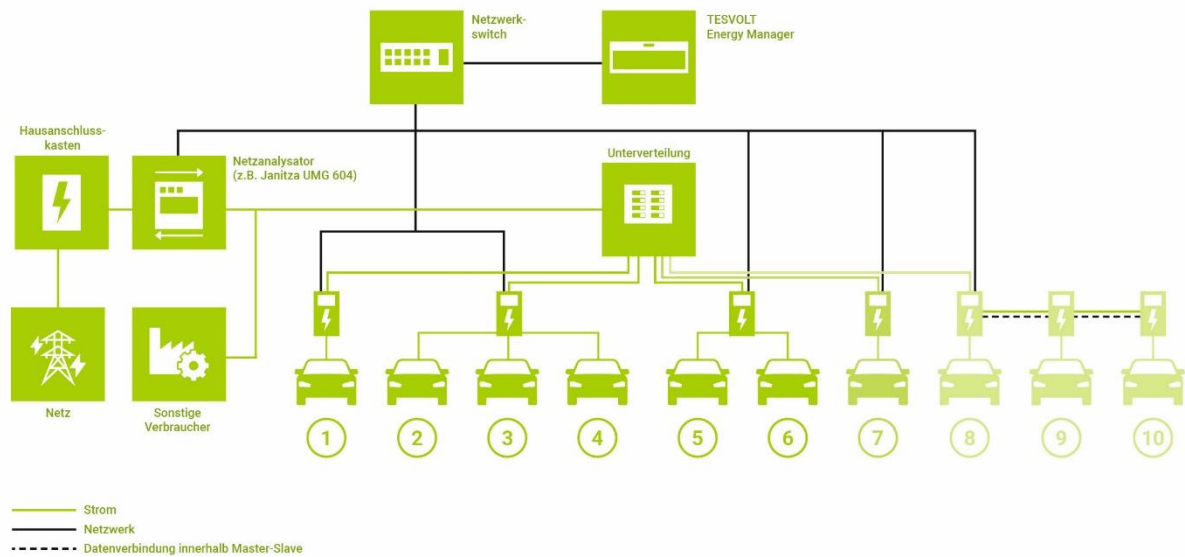 Netzwerk-
switch
TESVOLT
Energy Manager
Hausanschluss-
kasten
Netzanalysator
(z.B. Janitza UMG 604)
Unterverteilung
Netz
Sonstige
Verbraucher
1
2
3
4
5
6
7
8
9
10
Strom
Netzwerk
Datenverbindung innerhalb Master-Slave